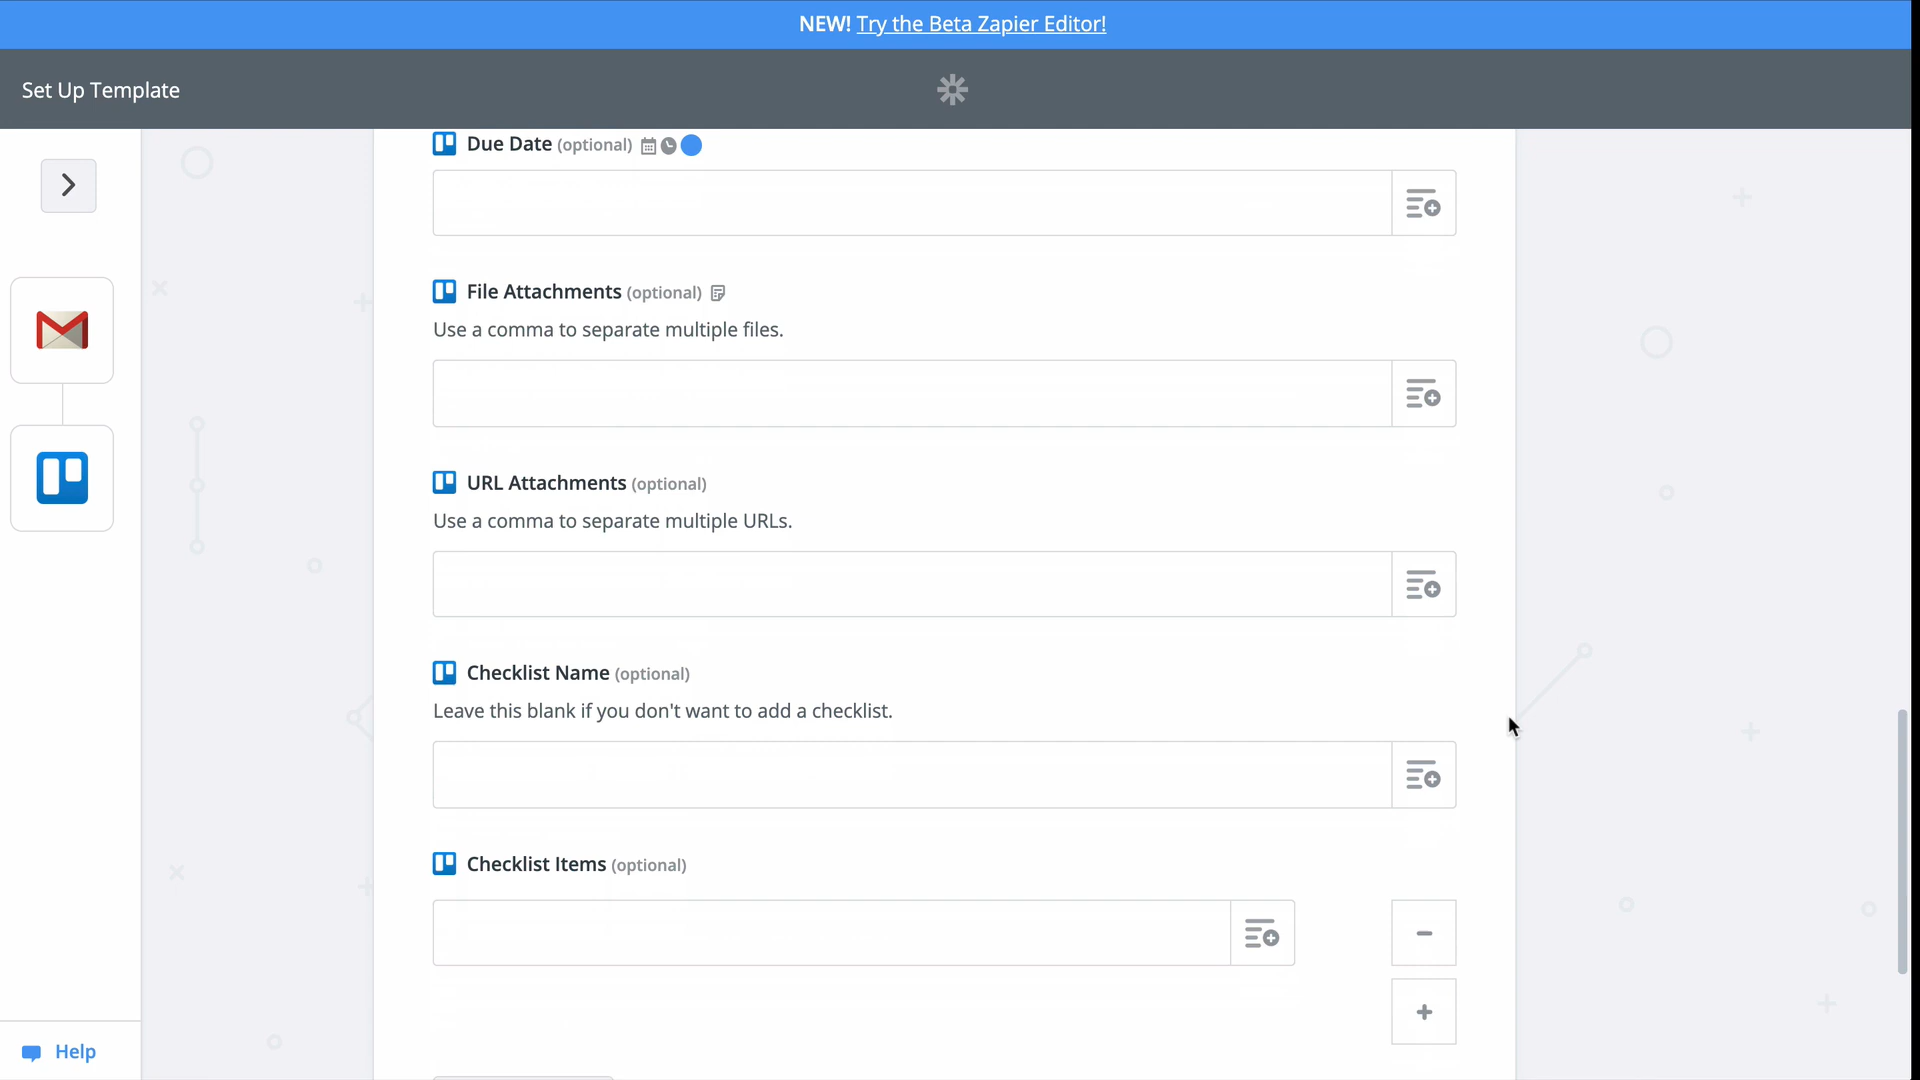 NEW! Try the Beta Zapier Editor!
Set Up Template
Due Date (optional)
File Attachments (optional)
Use a comma to separate multiple files.
URL Attachments (optional)
Use a comma to separate multiple URLs.
Checklist Name (optional)
Leave this blank if you don't want to add a checklist.
Checklist Items (optional)
Help